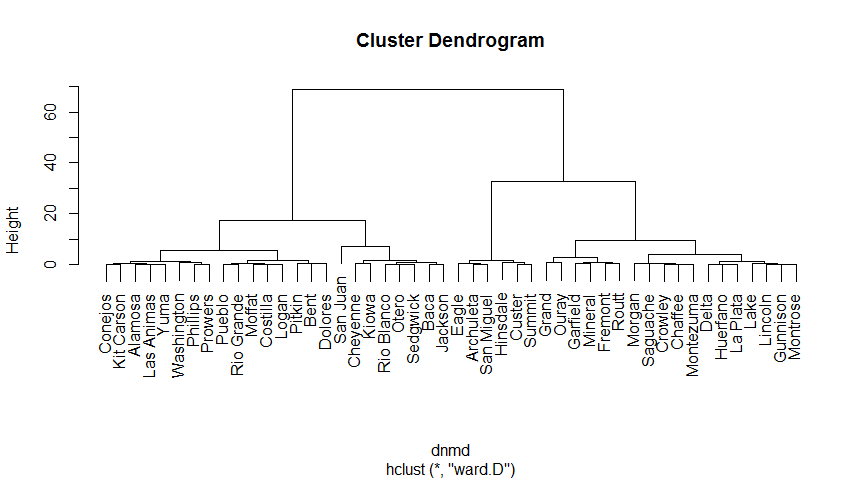 Cluster Dendrogram
Height
0
20
40
60
Conejos
Kit Carson
Alamosa
Las Animas
Yuma
Washington
Phillips
Prowers
Pueblo
Rio Grande
Moffat
Costilla
Logan
Pitkin
Bent
Dolores
San Juan
Cheyenne
Kiowa
Rio Blanco
Otero
Sedgwick
Baca
Jackson
Eagle
Archuleta
San Miguel
Hinsdale
Custer
Summit
Grand
Ouray
Garfield
Mineral
Fremont
Routt
Morgan
Saguache
Crowley
Chaffee
Montezuma
Delta
Huerfano
La Plata
Lake
Lincoln
Gunnison
Montrose
dnmd
hclust (*, "ward.D")